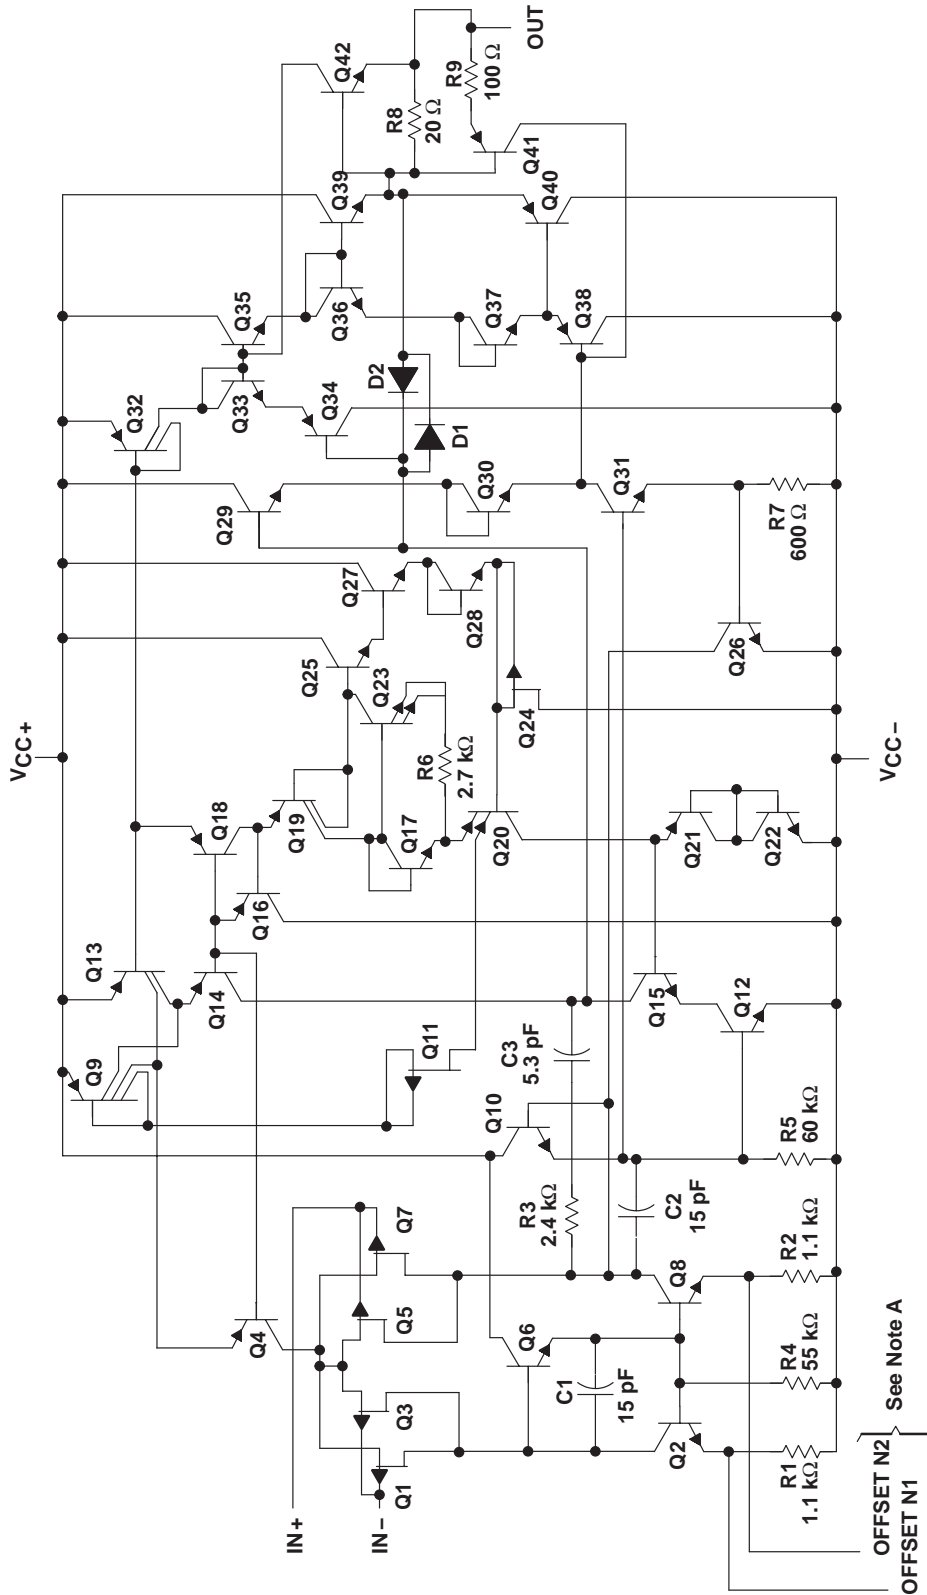 VCC+
Q9
Q13
Q4
Q14
Q16
Q18
Q19
Q11
Q10
IN+
IN−
Q1
Q3
Q5
Q7
Q6
C1
15 pF
R3
2.4 kΩ
C3
5.3 pF
C2
15 pF
Q2
Q8
R1
1.1 kΩ
R4
55 kΩ
R2
1.1 kΩ
R5
60 kΩ
Q15
Q12
Q17
R6
2.7 kΩ
Q20
Q21
Q22
Q23
Q25
Q27
Q28
Q24
Q26
Q29
Q30
Q31
R7
600 Ω
Q32
Q33
Q34
Q35
D2
D1
Q36
Q37
Q38
Q39
Q40
Q42
R8
20 Ω
R9
100 Ω
Q41
OUT
VCC−
OFFSET N2
OFFSET N1
See Note A